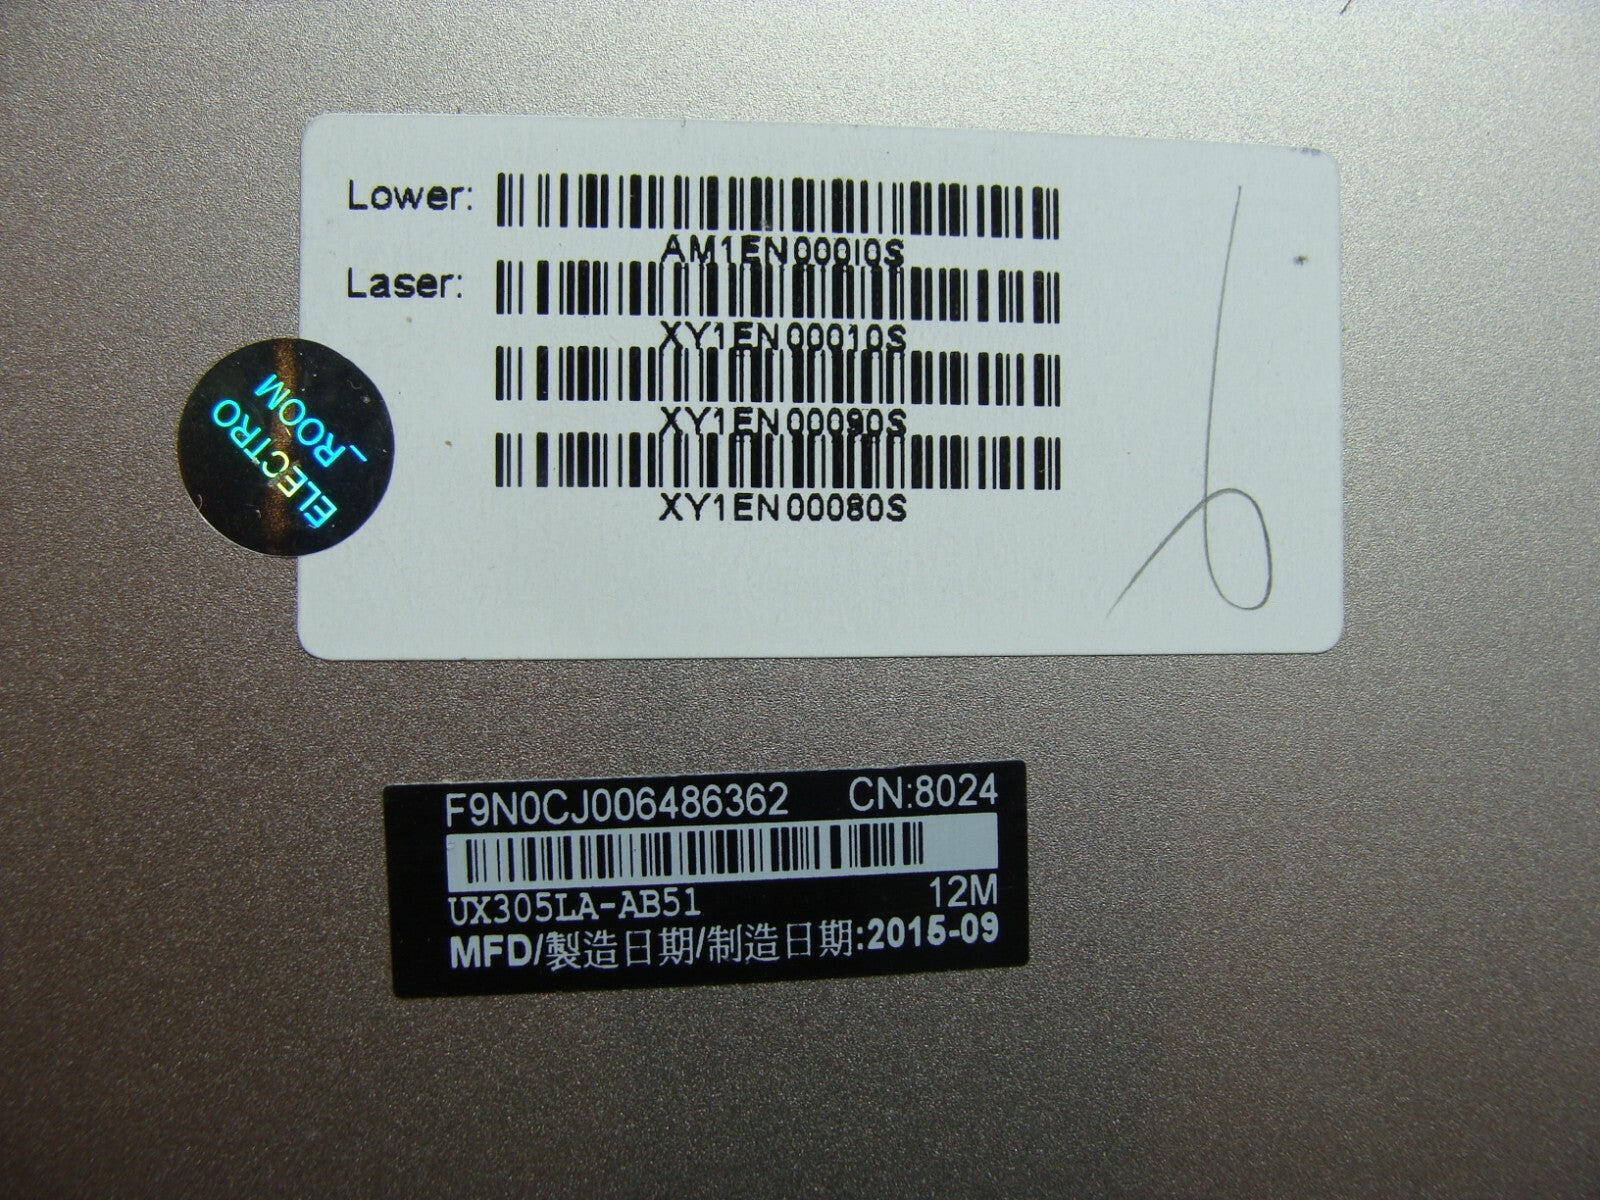 Lower:
AM1EN000I0S
Laser:
XY1EN00010S
XY1EN00090S
XY1EN00080S
ELECTRO
_ROOM
F9N0CJ006486362 CN:8024
UX305LA-AB51 12M
MFD/製造日期/制造日期:2015-09